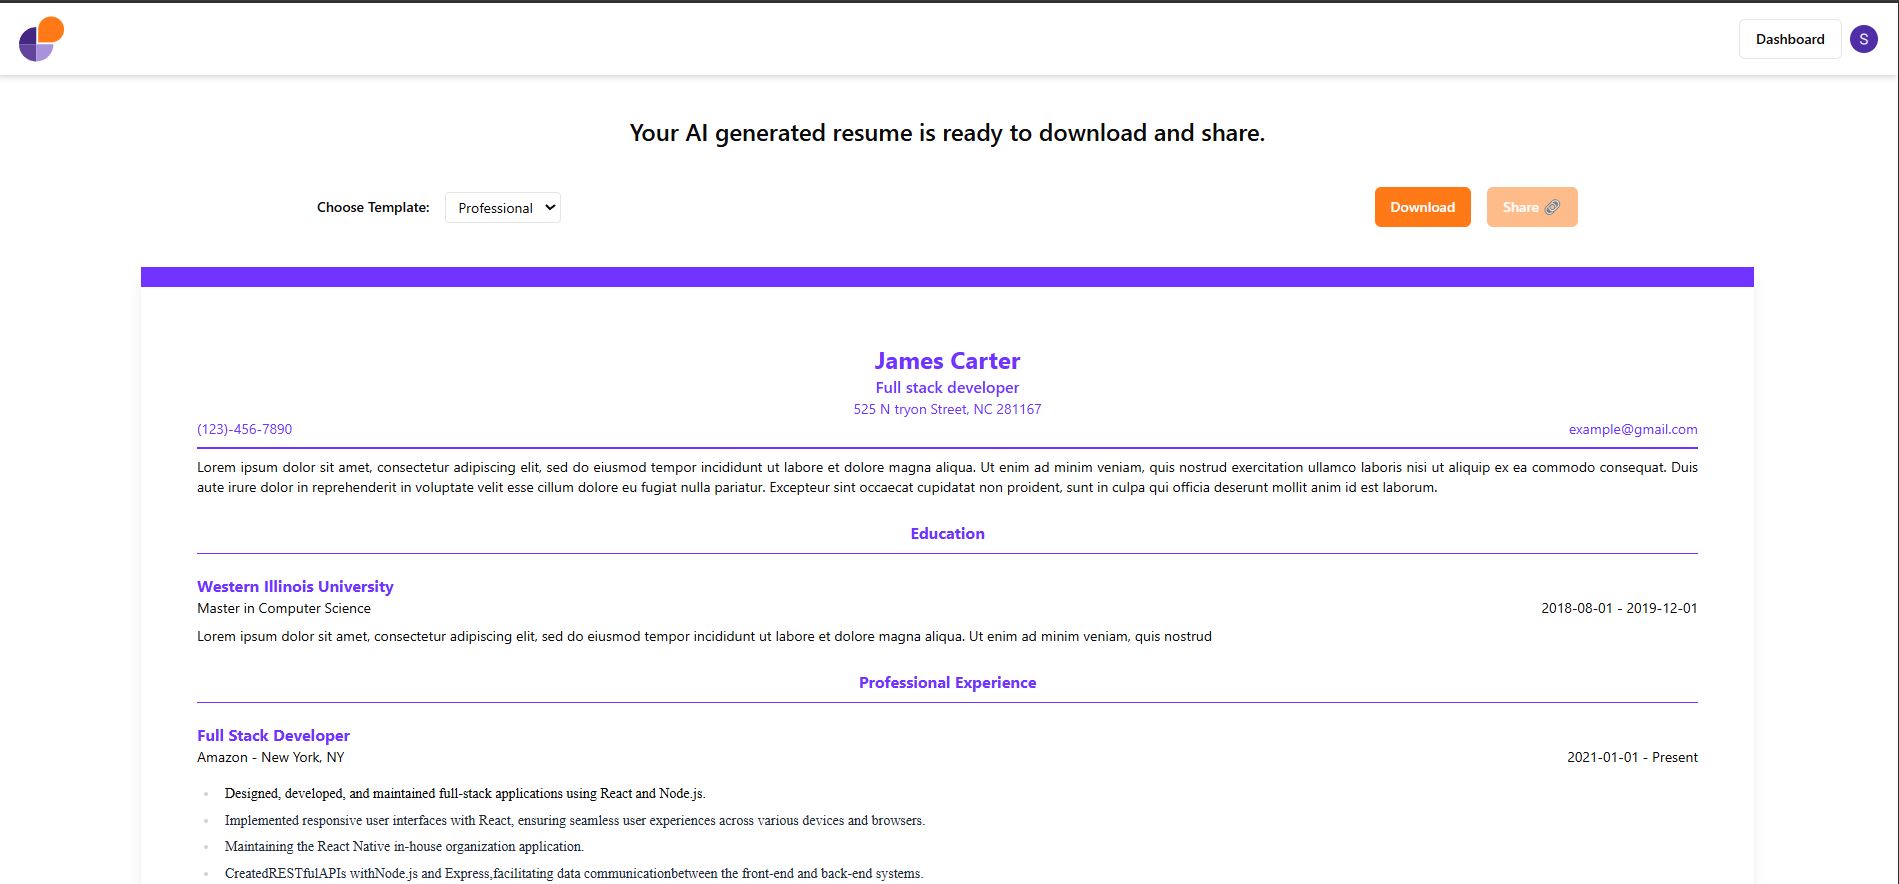 Dashboard
S
Your AI generated resume is ready to download and share.
Choose Template: Professional
Download
Share
James Carter
Full stack developer
525 N tryon Street, NC 281167
(123)-456-7890
example@gmail.com
Lorem ipsum dolor sit amet, consectetur adipiscing elit, sed do eiusmod tempor incididunt ut labore et dolore magna aliqua. Ut enim ad minim veniam, quis nostrud exercitation ullamco laboris nisi ut aliquip ex ea commodo consequat. Duis
aute irure dolor in reprehenderit in voluptate velit esse cillum dolore eu fugiat nulla pariatur. Excepteur sint occaecat cupidatat non proident, sunt in culpa qui officia deserunt mollit anim id est laborum.
Education
Western Illinois University
Master in Computer Science
2018-08-01 - 2019-12-01
Lorem ipsum dolor sit amet, consectetur adipiscing elit, sed do eiusmod tempor incididunt ut labore et dolore magna aliqua. Ut enim ad minim veniam, quis nostrud
Professional Experience
Full Stack Developer
Amazon - New York, NY
2021-01-01 - Present
Designed, developed, and maintained full-stack applications using React and Node.js.
Implemented responsive user interfaces with React, ensuring seamless user experiences across various devices and browsers.
Maintaining the React Native in-house organization application.
CreatedRESTfulAPIs withNode.js and Express,facilitating data communicationbetween the front-end and back-end systems.